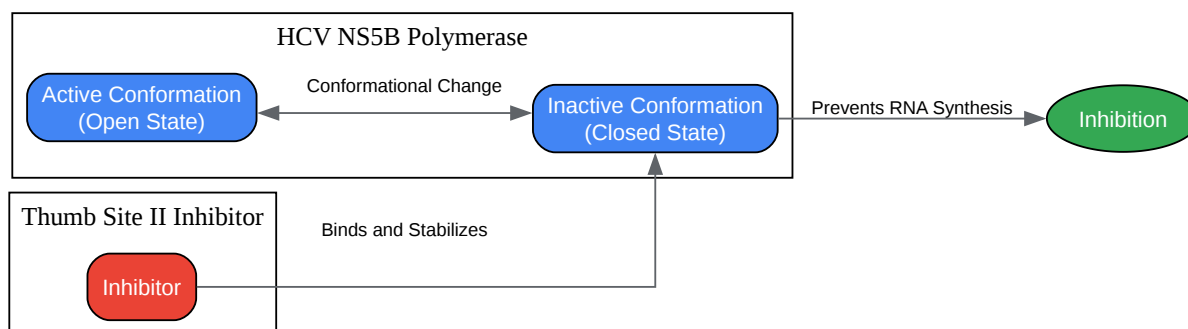 HCV NS5B Polymerase
Active Conformation
(Open State)
Conformational Change
Inactive Conformation
(Closed State)
Prevents RNA Synthesis
Inhibition
Thumb Site II Inhibitor
Binds and Stabilizes
Inhibitor